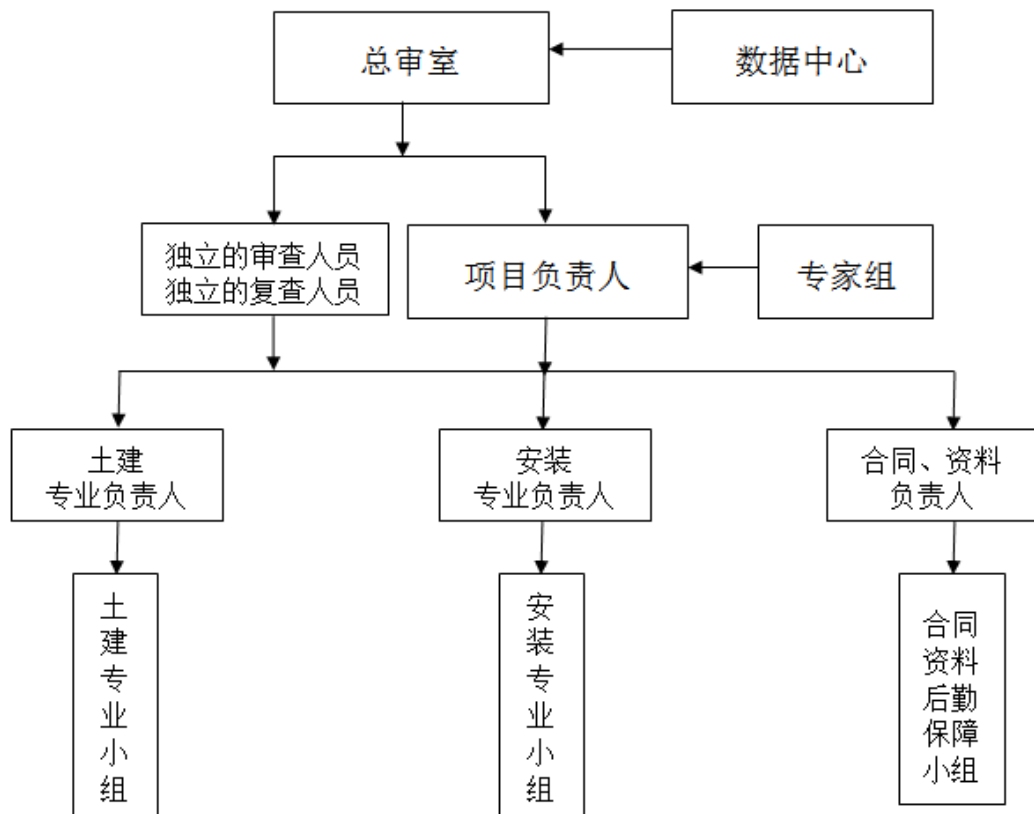 总审室
数据中心
独立的审查人员
独立的复查人员
项目负责人
专家组
土建
专业负责人
安装
专业负责人
合同、资料
负责人
土建专业小组
安装专业小组
合同
资料
后勤
保障
小组